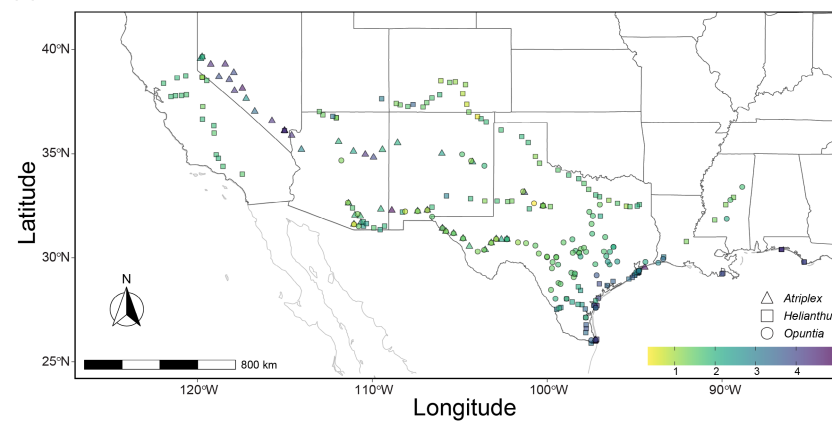 40°N
35°N
30°N
25°N
Latitude
N
800 km
Atriplex
Helianthu
Opuntia
1 2 3 4
120°W 110°W 100°W 90°W
Longitude